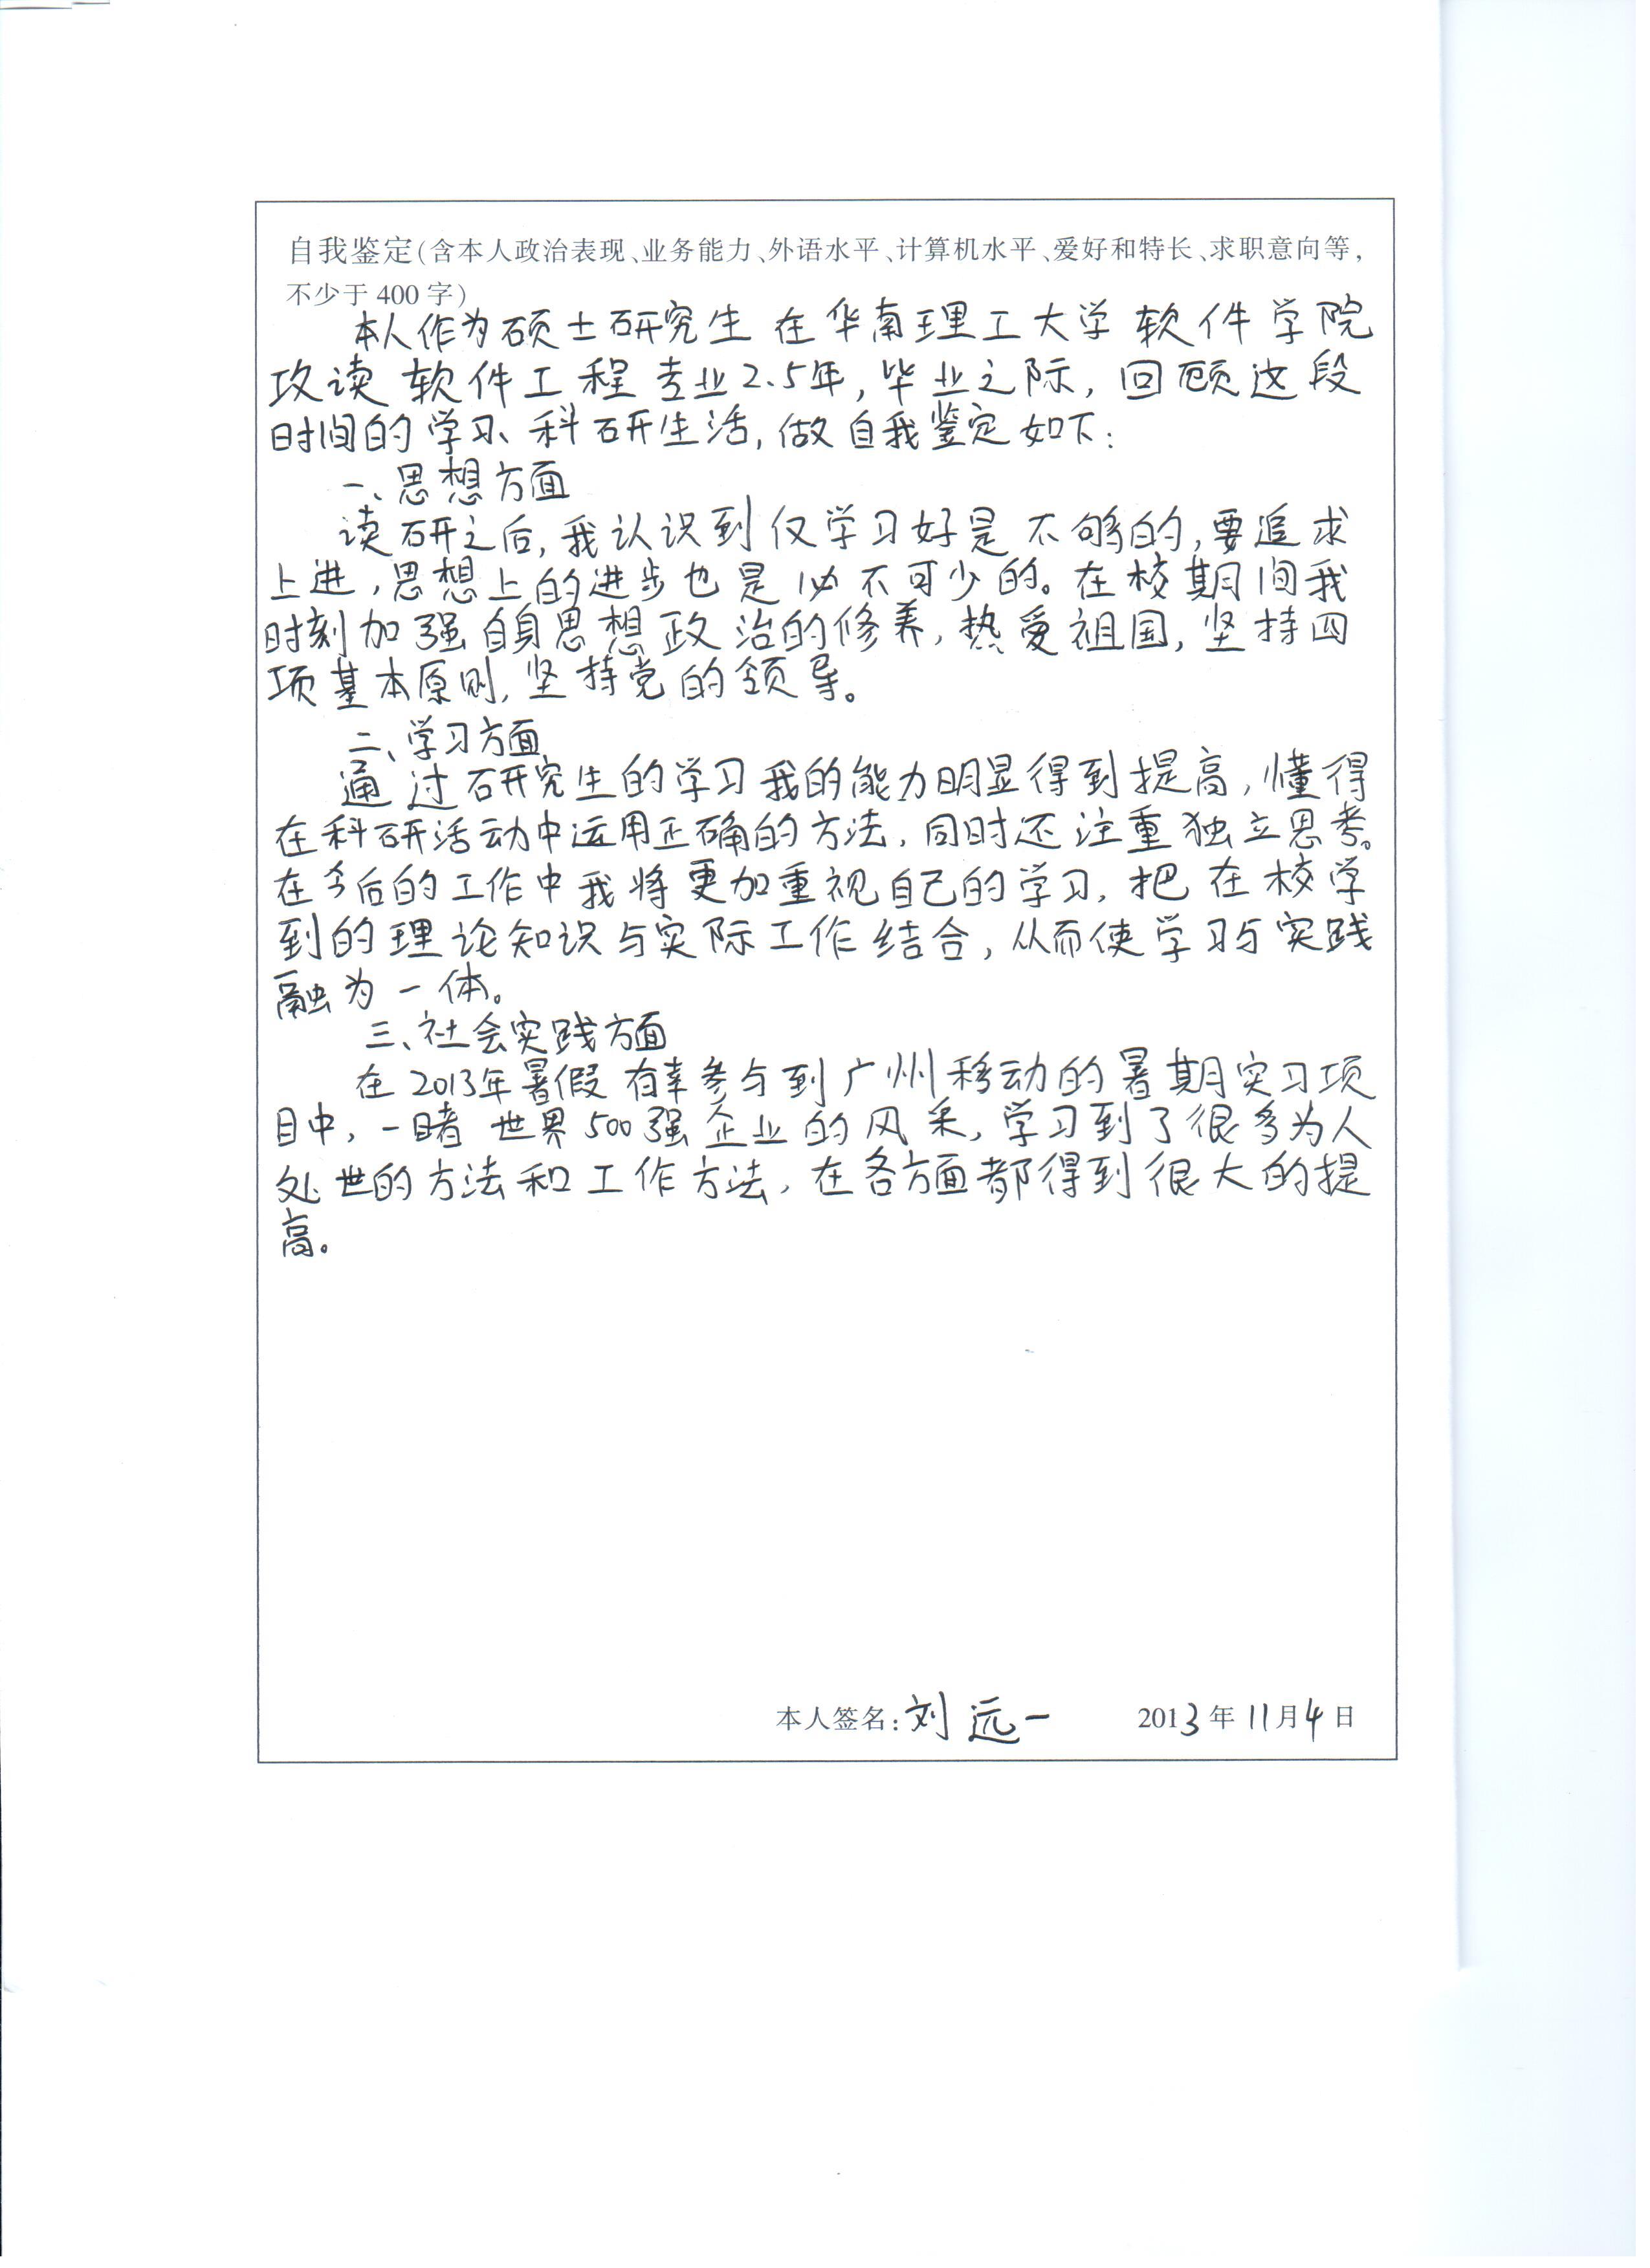 自我鉴定(含本人政治表现、业务能力、外语水平、计算机水平、爱好和特长、求职意向等,
不少于 400 字)
本人作为硕士研究生在华南理工大学软件学院
攻读软件工程专业2.5年,毕业之际,回顾这段
时间的学习、科研生活,做自我鉴定如下:
一、思想方面
读研之后,我认识到仅学习好是不够的,要追求
上进,思想上的进步也是必不可少的。在校期间我
时刻加强自身思想政治的修养,热爱祖国,坚持四
项基本原则,坚持党的领导。
二、学习方面
通过研究生的学习我的能力明显得到提高,懂得
在科研活动中运用正确的方法,同时还注重独立思考。
在今后的工作中我将更加重视自己的学习,把在校学
到的理论知识与实际工作结合,从而使学习与实践
融为一体。
三、社会实践方面
在2013年暑假有幸参与到广州移动的暑期实习项
目中,一睹世界500强企业的风采,学习到了很多为人
处世的方法和工作方法,在各方面都得到很大的提
高。
本人签名:刘远一 2013年11月4日